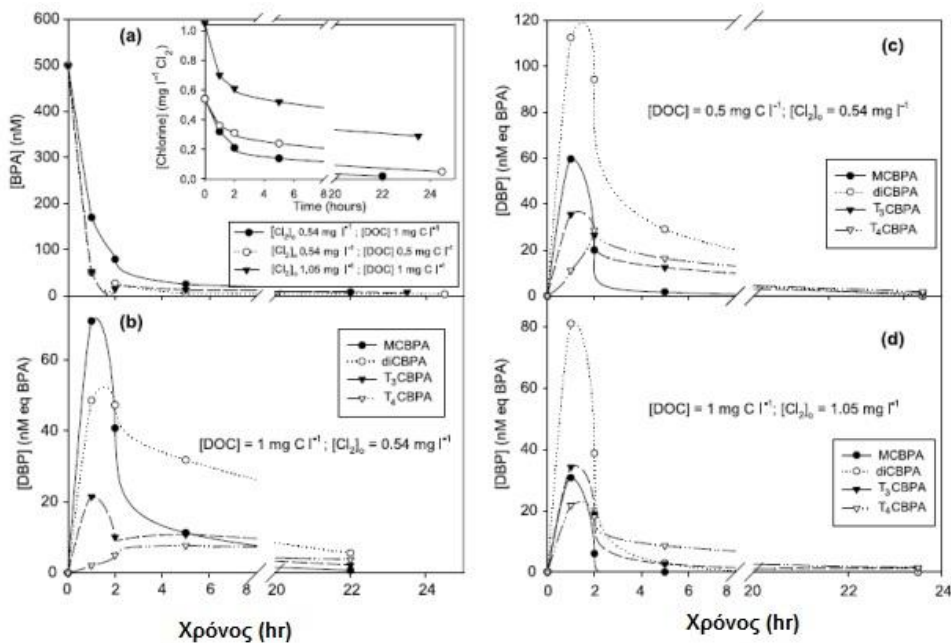 (a)
[BPA] (nM)
600
500
400
300
200
100
0
[Chlorine] (mg l⁻¹ Cl₂)
1,0
0,8
0,6
0,4
0,2
0,0
0 2 4 6 8 20 22 24
Time (hours)
[Cl₂]₀ 0.54 mg l⁻¹ ; [DOC] 1 mg C l⁻¹
[Cl₂]₀ 0.54 mg l⁻¹ ; [DOC] 0.5 mg C l⁻¹
[Cl₂]₀ 1.05 mg l⁻¹ ; [DOC] 1 mg C l⁻¹
(b)
[DBP] (nM eq BPA)
60
40
20
0
MCBPA
diCBPA
T₃CBPA
T₄CBPA
[DOC] = 1 mg C l⁻¹ ; [Cl₂]₀ = 0.54 mg l⁻¹
0 2 4 6 8 20 22 24
Χρόνος (hr)
(c)
[DBP] (nM eq BPA)
120
100
80
60
40
20
0
[DOC] = 0.5 mg C l⁻¹ ; [Cl₂]₀ = 0.54 mg l⁻¹
MCBPA
diCBPA
T₃CBPA
T₄CBPA
(d)
[DBP] (nM eq BPA)
80
60
40
20
0
[DOC] = 1 mg C l⁻¹ ; [Cl₂]₀ = 1.05 mg l⁻¹
MCBPA
diCBPA
T₃CBPA
T₄CBPA
0 2 4 6 8 20 22 24
Χρόνος (hr)